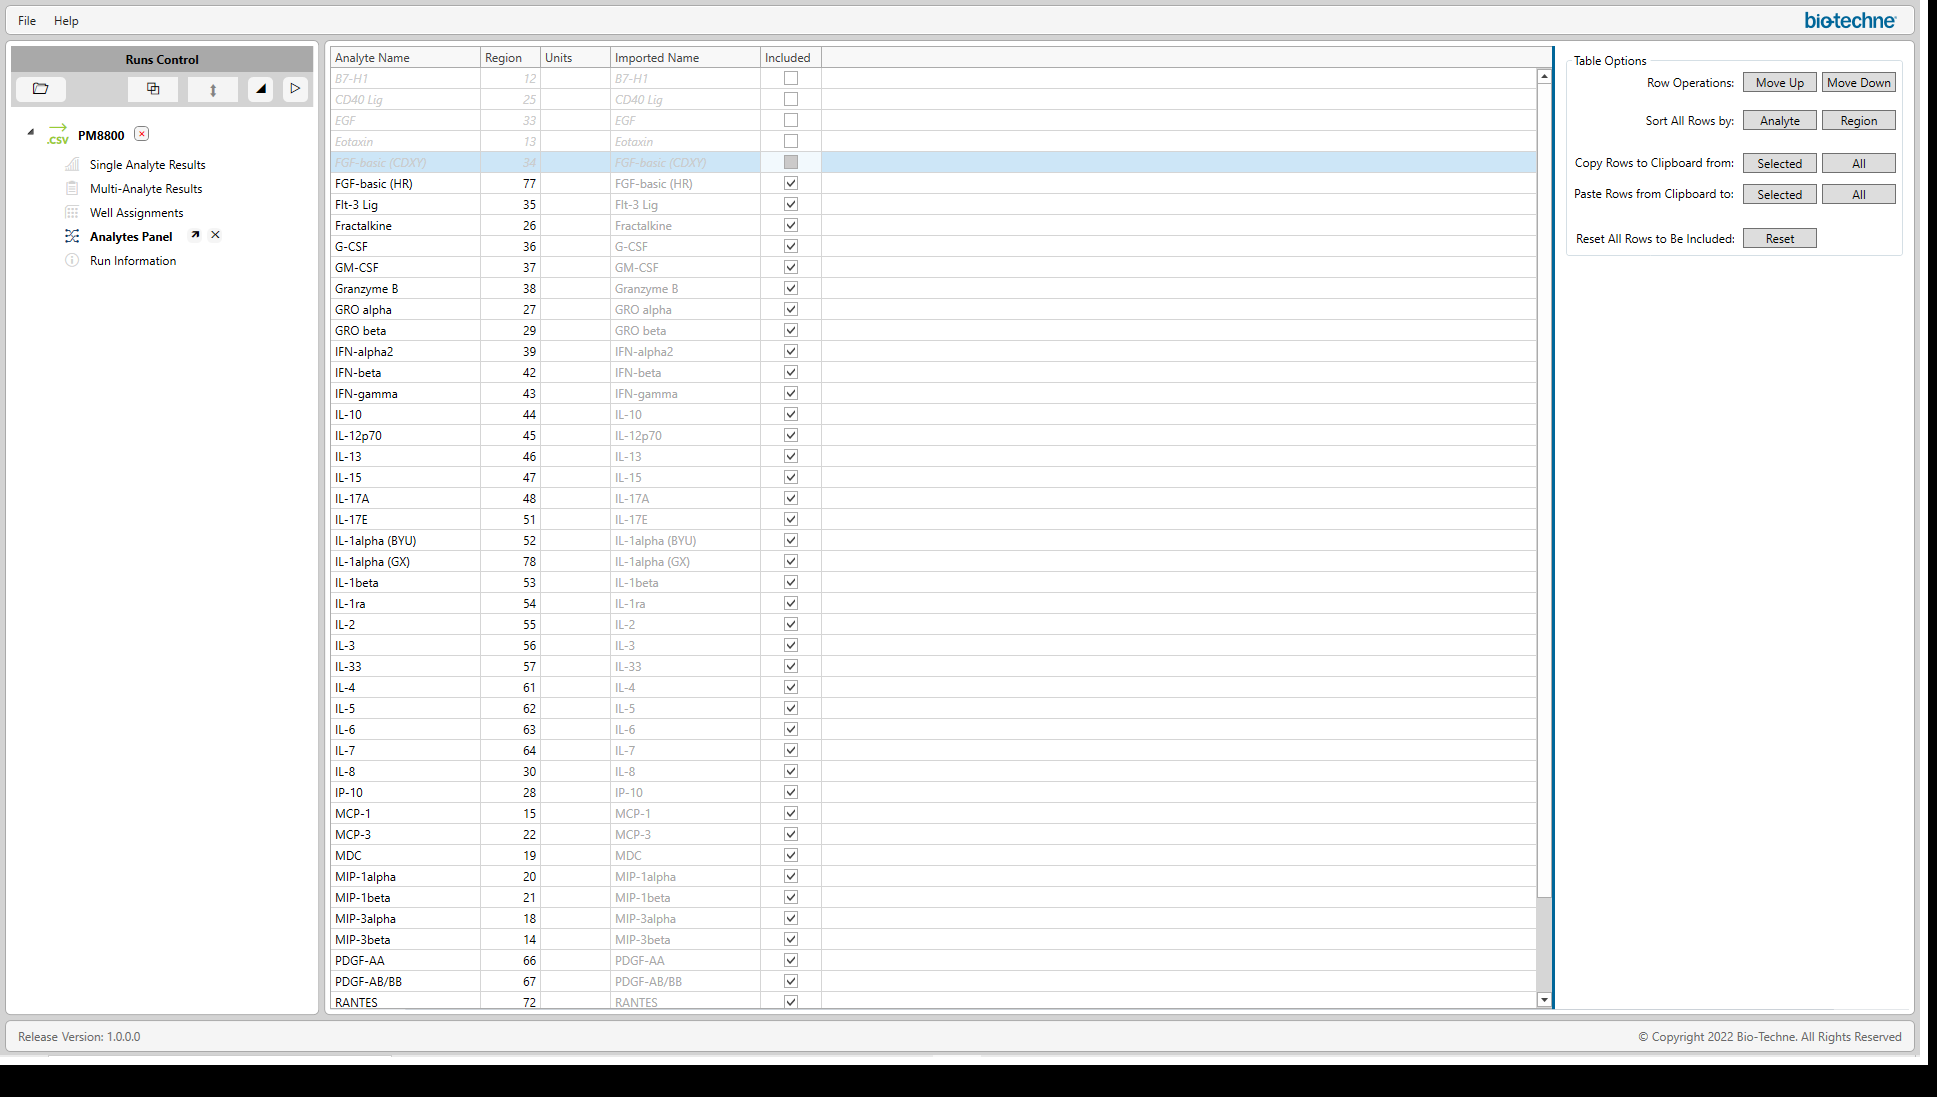 File Help
bio-techne
Runs Control
.csv PM8800
Single Analyte Results
Multi-Analyte Results
Well Assignments
Analytes Panel
Run Information
Analyte Name Region Units Imported Name Included
B7-H1 12 B7-H1
CD40 Lig 25 CD40 Lig
EGF 33 EGF
Eotaxin 13 Eotaxin
FGF-basic (CDXY) 34 FGF-basic (CDXY)
FGF-basic (HR) 77 FGF-basic (HR)
Flt-3 Lig 35 Flt-3 Lig
Fractalkine 26 Fractalkine
G-CSF 36 G-CSF
GM-CSF 37 GM-CSF
Granzyme B 38 Granzyme B
GRO alpha 27 GRO alpha
GRO beta 29 GRO beta
IFN-alpha2 39 IFN-alpha2
IFN-beta 42 IFN-beta
IFN-gamma 43 IFN-gamma
IL-10 44 IL-10
IL-12p70 45 IL-12p70
IL-13 46 IL-13
IL-15 47 IL-15
IL-17A 48 IL-17A
IL-17E 51 IL-17E
IL-1alpha (BYU) 52 IL-1alpha (BYU)
IL-1alpha (GX) 78 IL-1alpha (GX)
IL-1beta 53 IL-1beta
IL-1ra 54 IL-1ra
IL-2 55 IL-2
IL-3 56 IL-3
IL-33 57 IL-33
IL-4 61 IL-4
IL-5 62 IL-5
IL-6 63 IL-6
IL-7 64 IL-7
IL-8 30 IL-8
IP-10 28 IP-10
MCP-1 15 MCP-1
MCP-3 22 MCP-3
MDC 19 MDC
MIP-1alpha 20 MIP-1alpha
MIP-1beta 21 MIP-1beta
MIP-3alpha 18 MIP-3alpha
MIP-3beta 14 MIP-3beta
PDGF-AA 66 PDGF-AA
PDGF-AB/BB 67 PDGF-AB/BB
RANTES 72 RANTES
Table Options
Row Operations: Move Up Move Down
Sort All Rows by: Analyte Region
Copy Rows to Clipboard from: Selected All
Paste Rows from Clipboard to: Selected All
Reset All Rows to Be Included: Reset
Release Version: 1.0.0.0
© Copyright 2022 Bio-Techne. All Rights Reserved